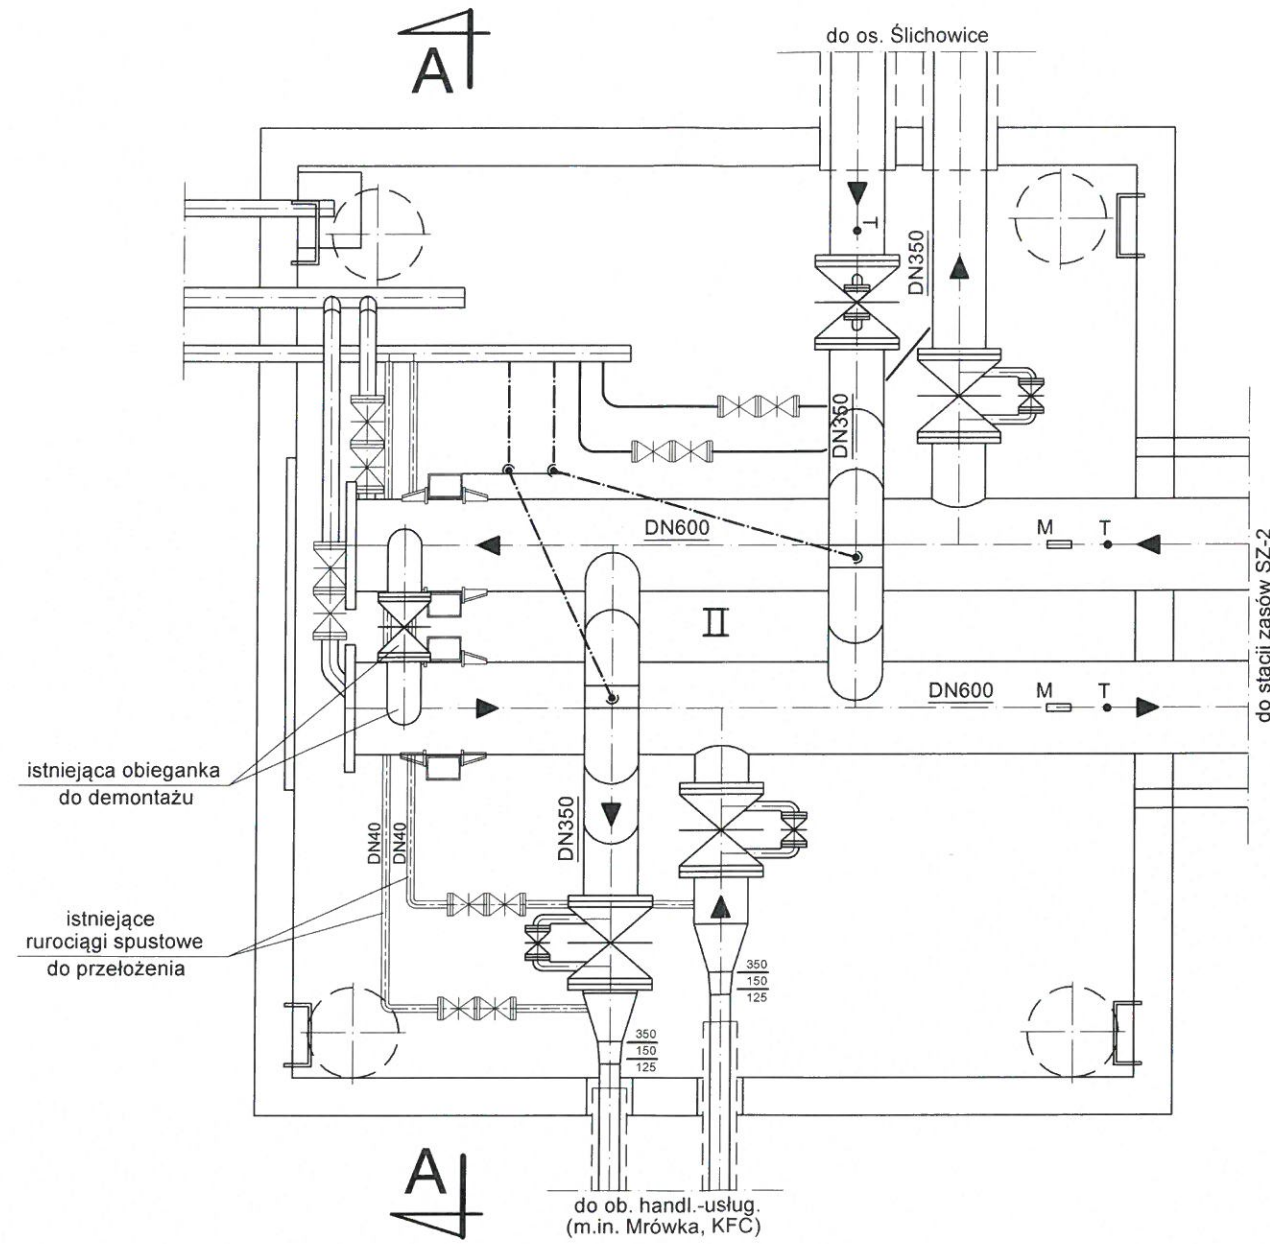 A
do os. Ślichowice
DN350
DN350
T
DN600
M
T
II
DN600
M
T
do stacji zasów SZ-2
istniejąca obieganka
do demontażu
DN40
DN40
DN350
istniejące
rurociągi spustowe
do przełożenia
350
150
125
350
150
125
A
do ob. handl.-usług.
(m.in. Mrówka, KFC)